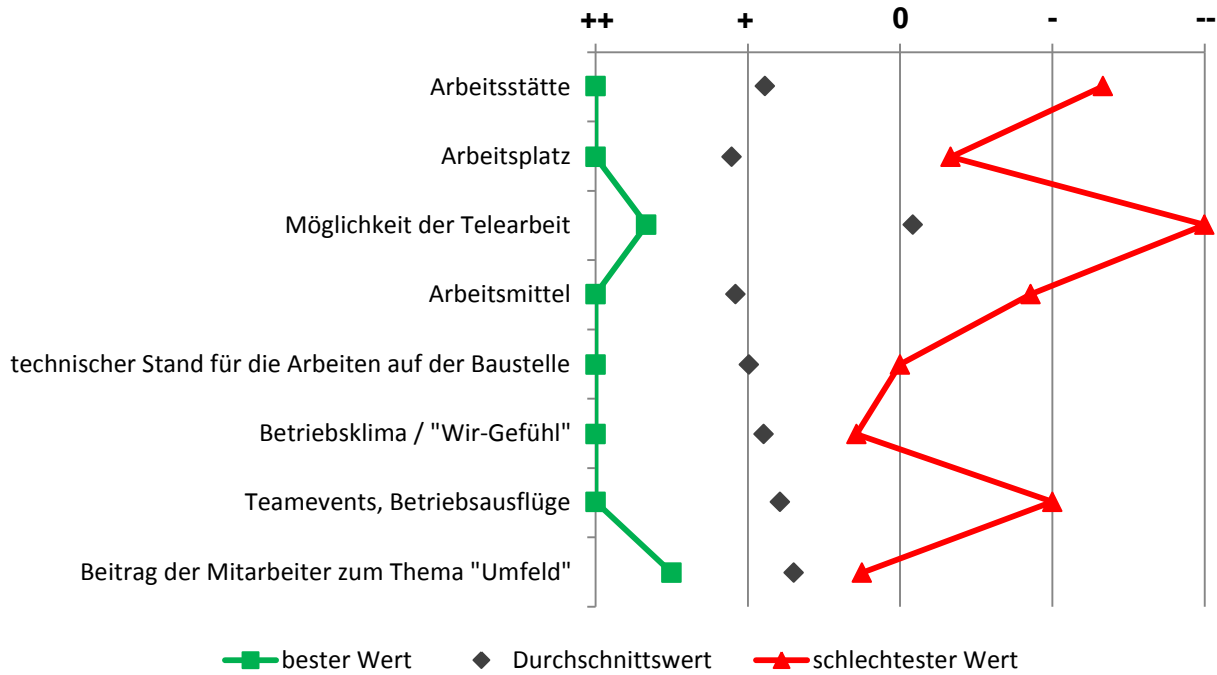 ++ + 0 - --
Arbeitsstätte
Arbeitsplatz
Möglichkeit der Telearbeit
Arbeitsmittel
technischer Stand für die Arbeiten auf der Baustelle
Betriebsklima / "Wir-Gefühl"
Teamevents, Betriebsausflüge
Beitrag der Mitarbeiter zum Thema "Umfeld"
bester Wert Durchschnittswert schlechtester Wert